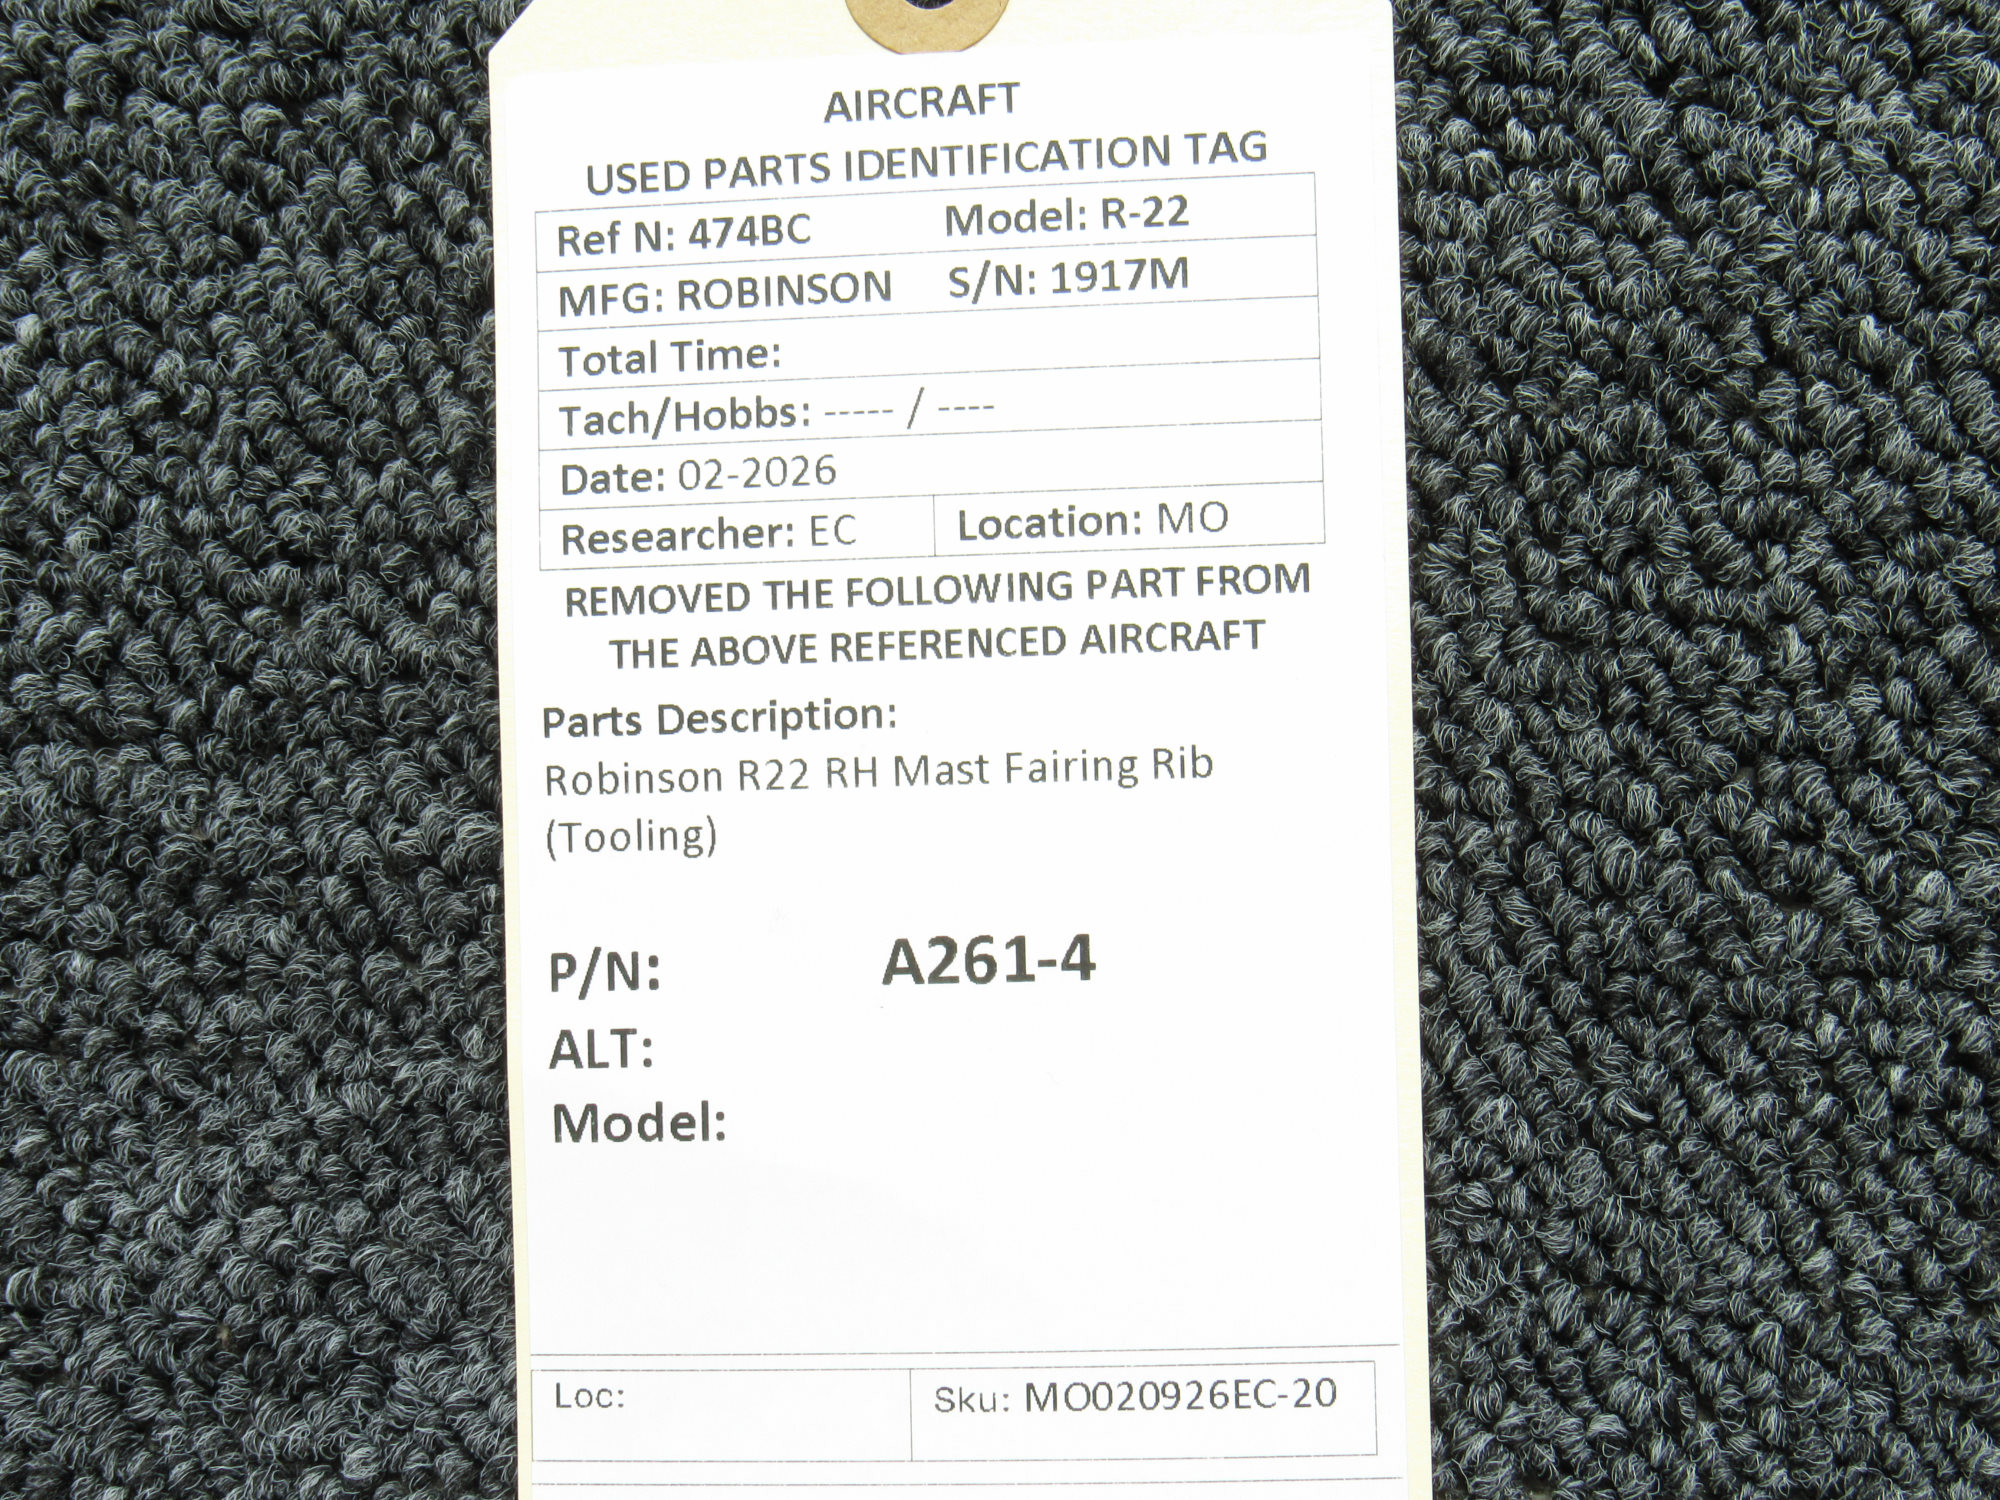 AIRCRAFT
USED PARTS IDENTIFICATION TAG
Ref N: 474BC Model: R-22
MFG: ROBINSON S/N: 1917M
Total Time:
Tach/Hobbs: ----- / ----
Date: 02-2026
Researcher: EC Location: MO
REMOVED THE FOLLOWING PART FROM
THE ABOVE REFERENCED AIRCRAFT
Parts Description:
Robinson R22 RH Mast Fairing Rib
(Tooling)
P/N: A261-4
ALT:
Model:
Loc: Sku: MO020926EC-20